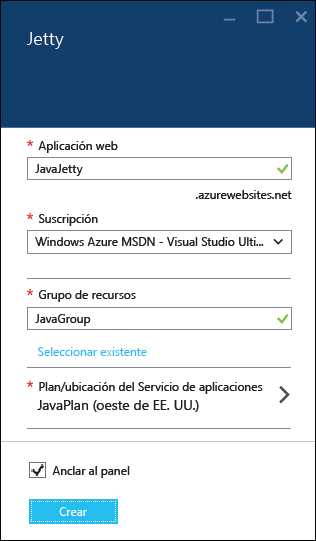 Jetty
* Aplicación web
JavaJetty
.azurewebsites.net
* Suscripción
Windows Azure MSDN - Visual Studio Ulti...
* Grupo de recursos
JavaGroup
Seleccionar existente
* Plan/ubicación del Servicio de aplicaciones
JavaPlan (oeste de EE. UU.)
Anclar al panel
Crear